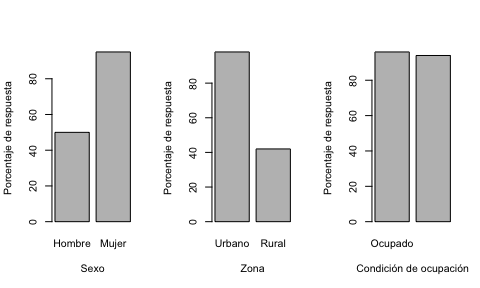 Porcentaje de respuesta
80
60
40
20
0
Hombre Mujer
Sexo
Porcentaje de respuesta
80
60
40
20
0
Urbano Rural
Zona
Porcentaje de respuesta
80
60
40
20
0
Ocupado
Condición de ocupación